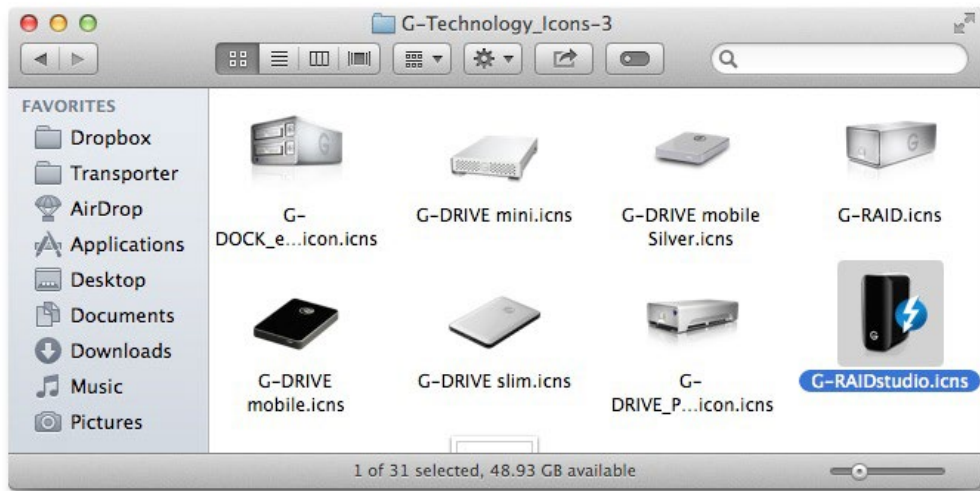 G-Technology_Icons-3
FAVORITES
Dropbox
Transporter
AirDrop
Applications
Desktop
Documents
Downloads
Music
Pictures
G-
DOCK_e...icon.icns
G-DRIVE mini.icns
G-DRIVE mobile
Silver.icns
G-RAID.icns
G-DRIVE
mobile.icns
G-DRIVE slim.icns
G-
DRIVE_P...icon.icns
G-RAIDstudio.icns
1 of 31 selected, 48.93 GB available